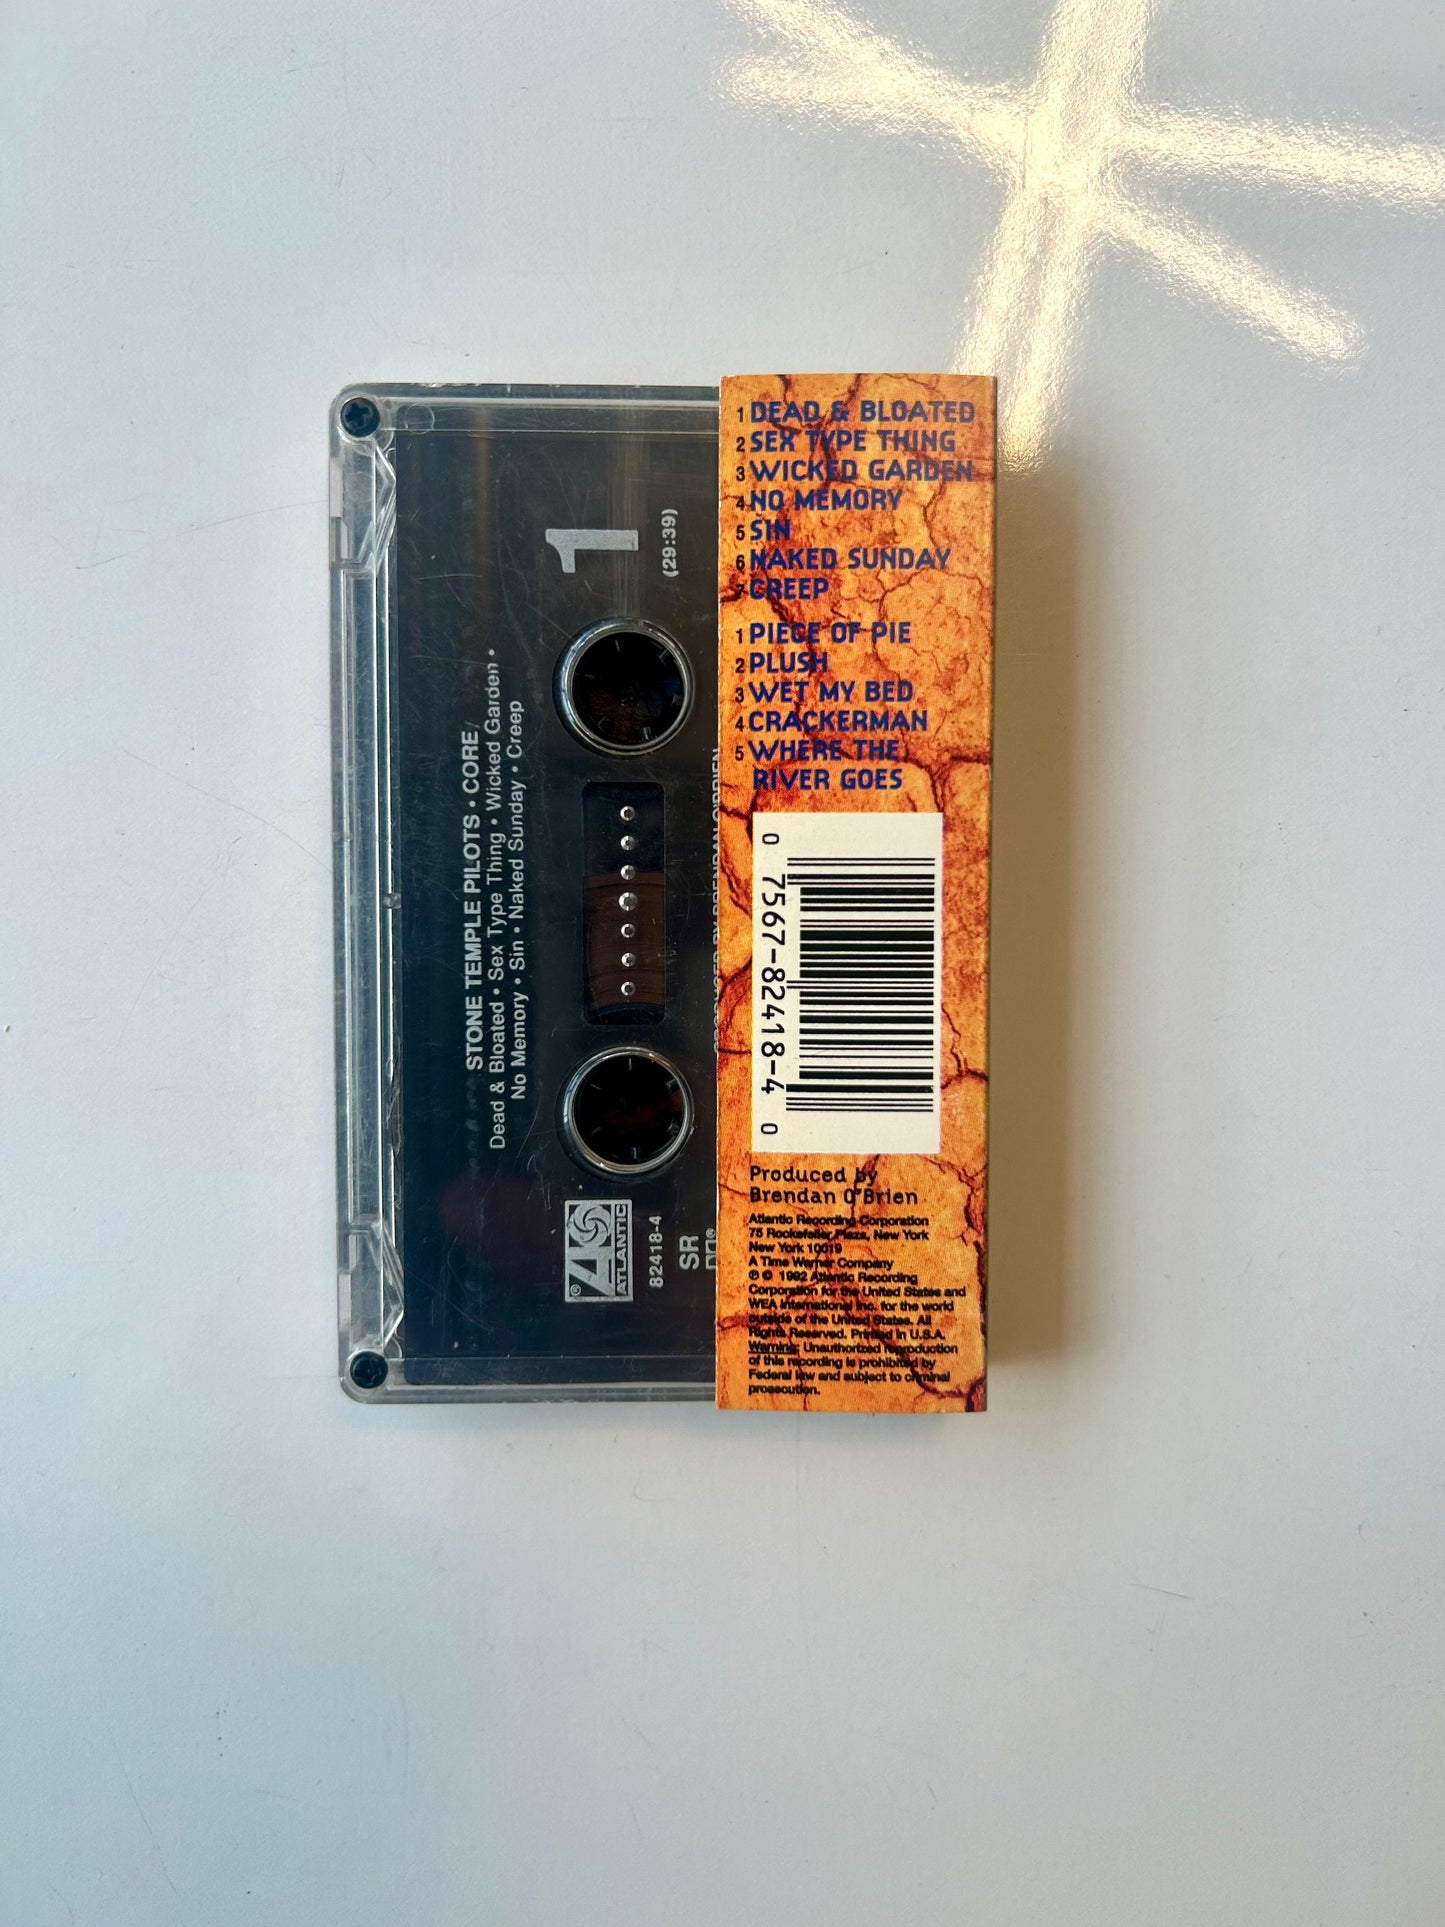 1
(29:39)
STONE TEMPLE PILOTS • CORE
Dead & Bloated • Sex Type Thing • Wicked Garden •
No Memory • Sin • Naked Sunday • Creep
® ATLANTIC
82418-4
SR
PRODUCED BY BRENDAN O'BRIEN
1 DEAD & BLOATED
2 SEX TYPE THING
3 WICKED GARDEN
4 NO MEMORY
5 SIN
6 NAKED SUNDAY
7 CREEP
1 PIECE OF PIE
2 PLUSH
3 WET MY BED
4 CRACKERMAN
5 WHERE THE
RIVER GOES
0 7567-82418-4 0
Produced by
Brendan O'Brien
Atlantic Recording Corporation
75 Rockefeller Plaza, New York
New York 10019
A Time Warner Company
℗ © 1992 Atlantic Recording
Corporation for the United States and
WEA International Inc. for the world
outside of the United States. All
Rights Reserved. Printed in U.S.A.
Warning: Unauthorized reproduction
of this recording is prohibited by
Federal law and subject to criminal
prosecution.